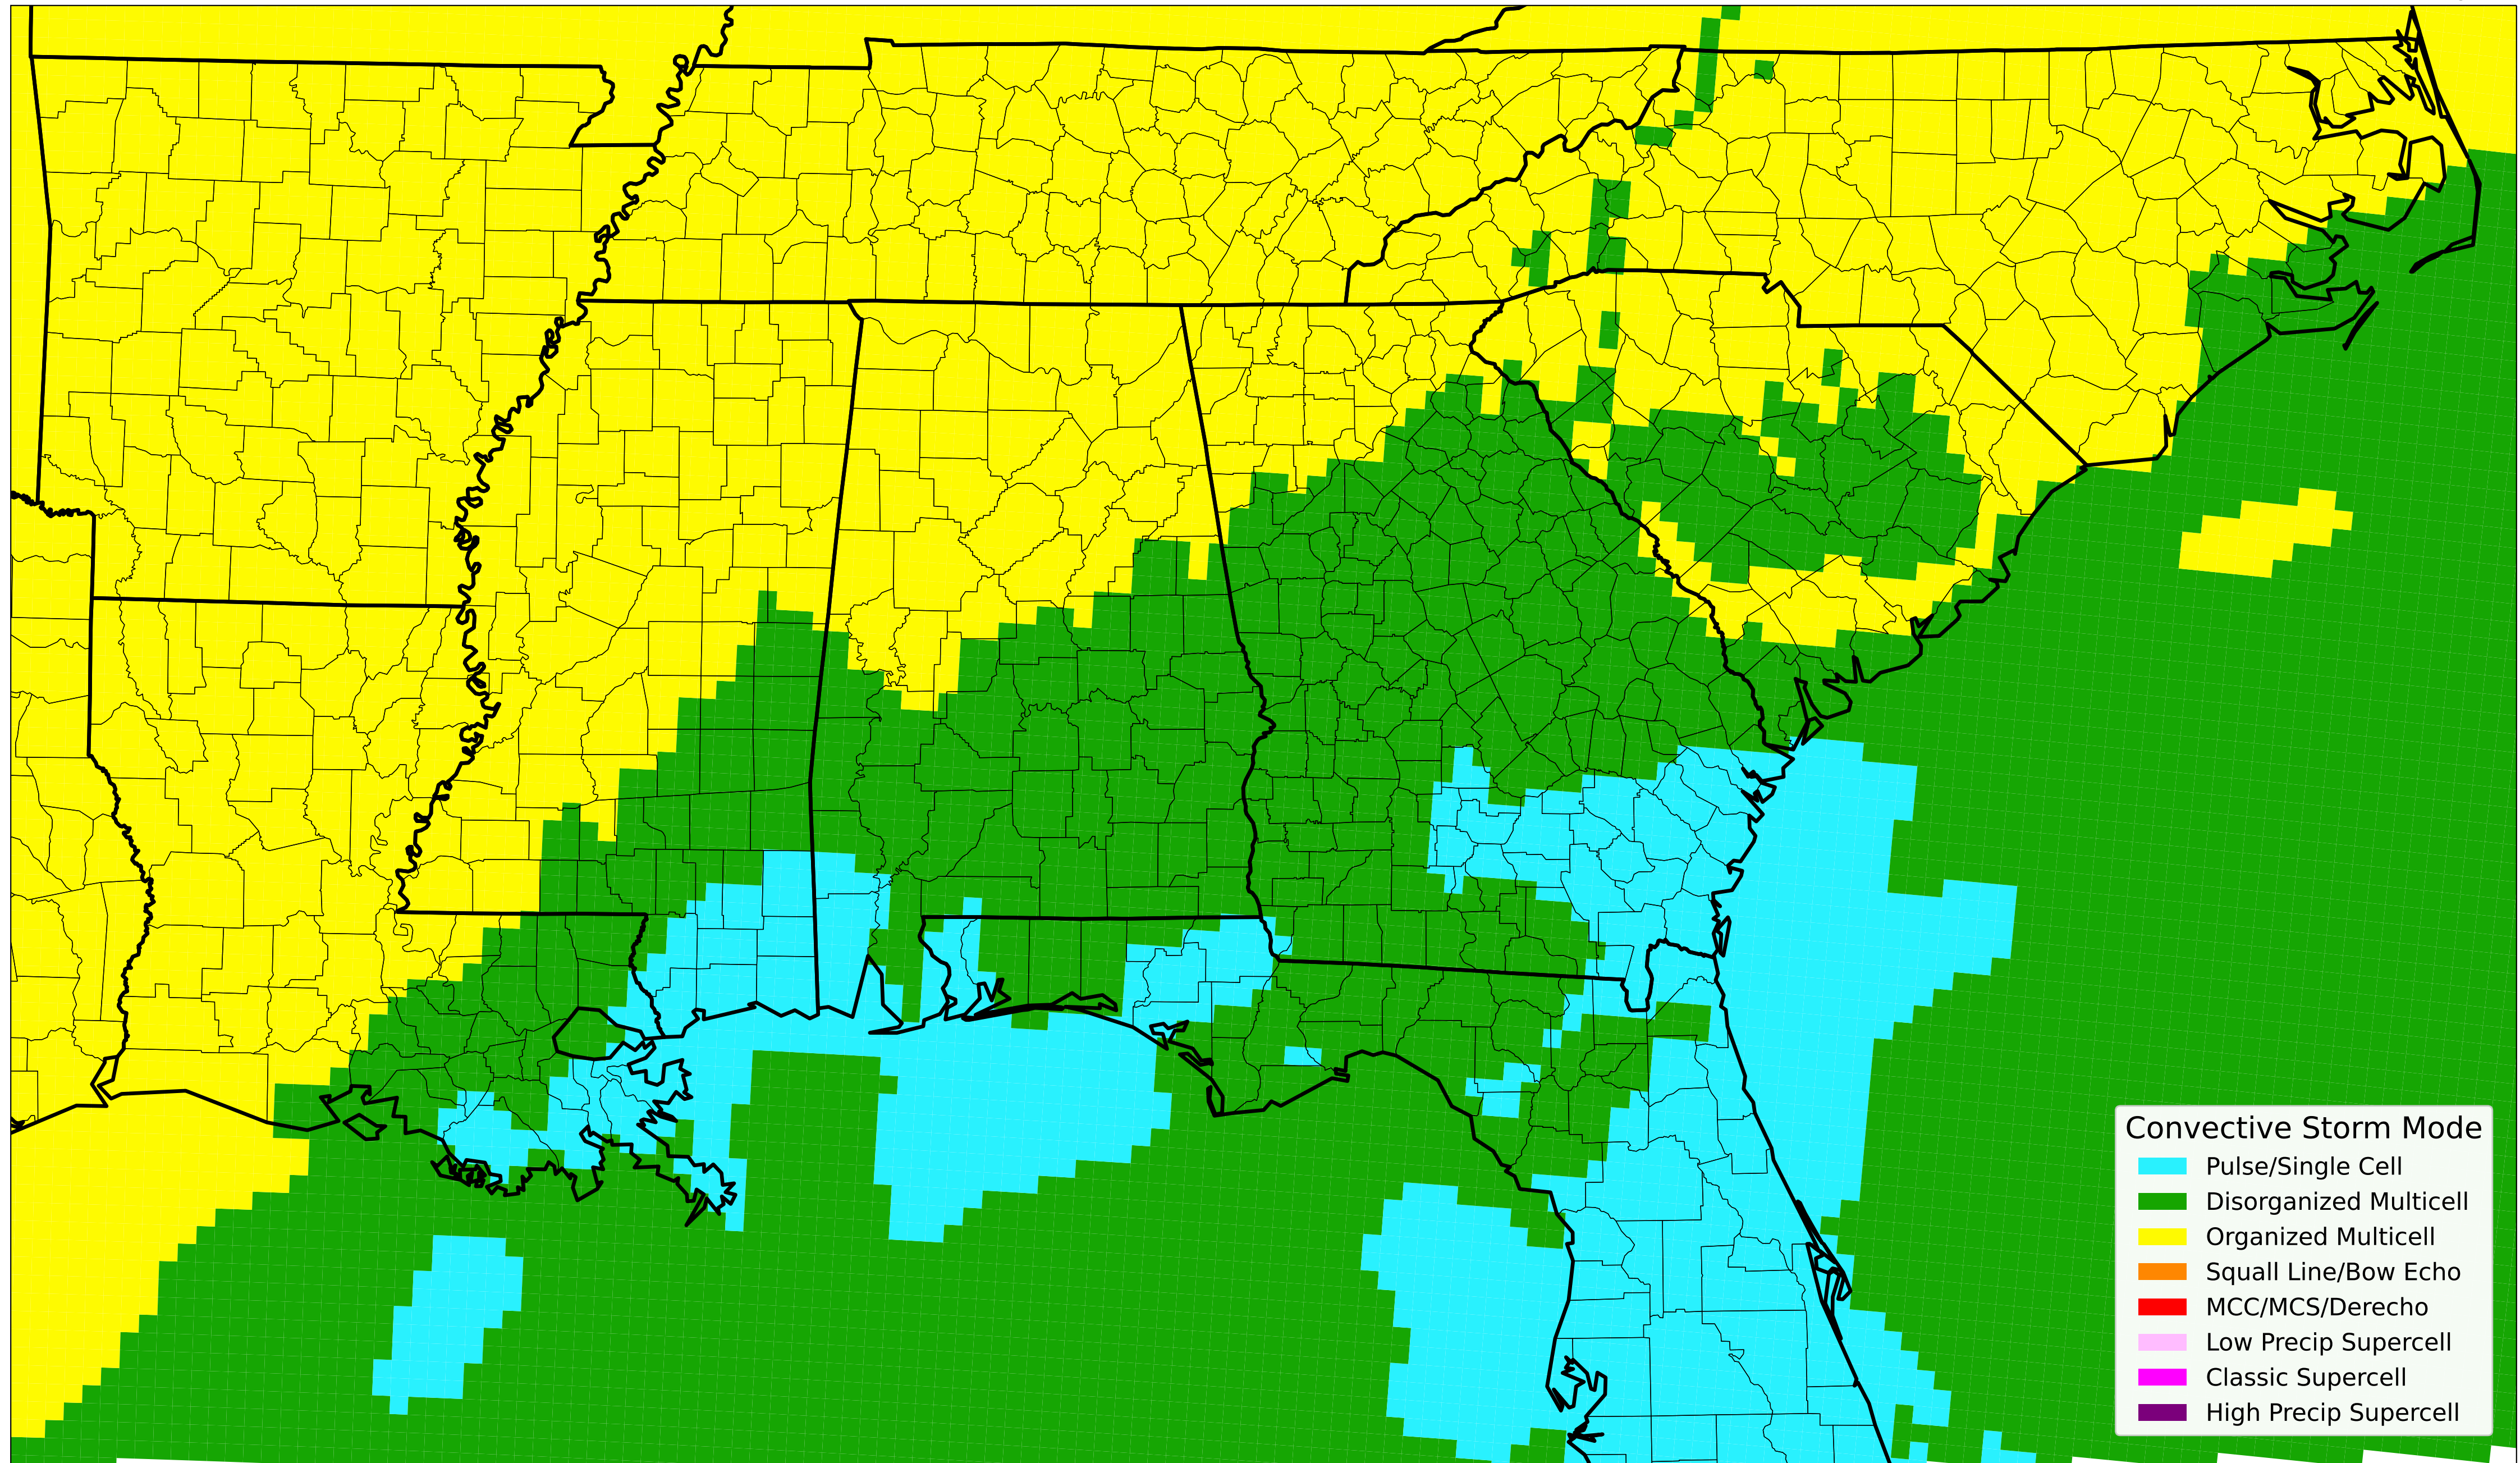 Convective Storm Mode
Pulse/Single Cell
Disorganized Multicell
Organized Multicell
Squall Line/Bow Echo
MCC/MCS/Derecho
Low Precip Supercell
Classic Supercell
High Precip Supercell